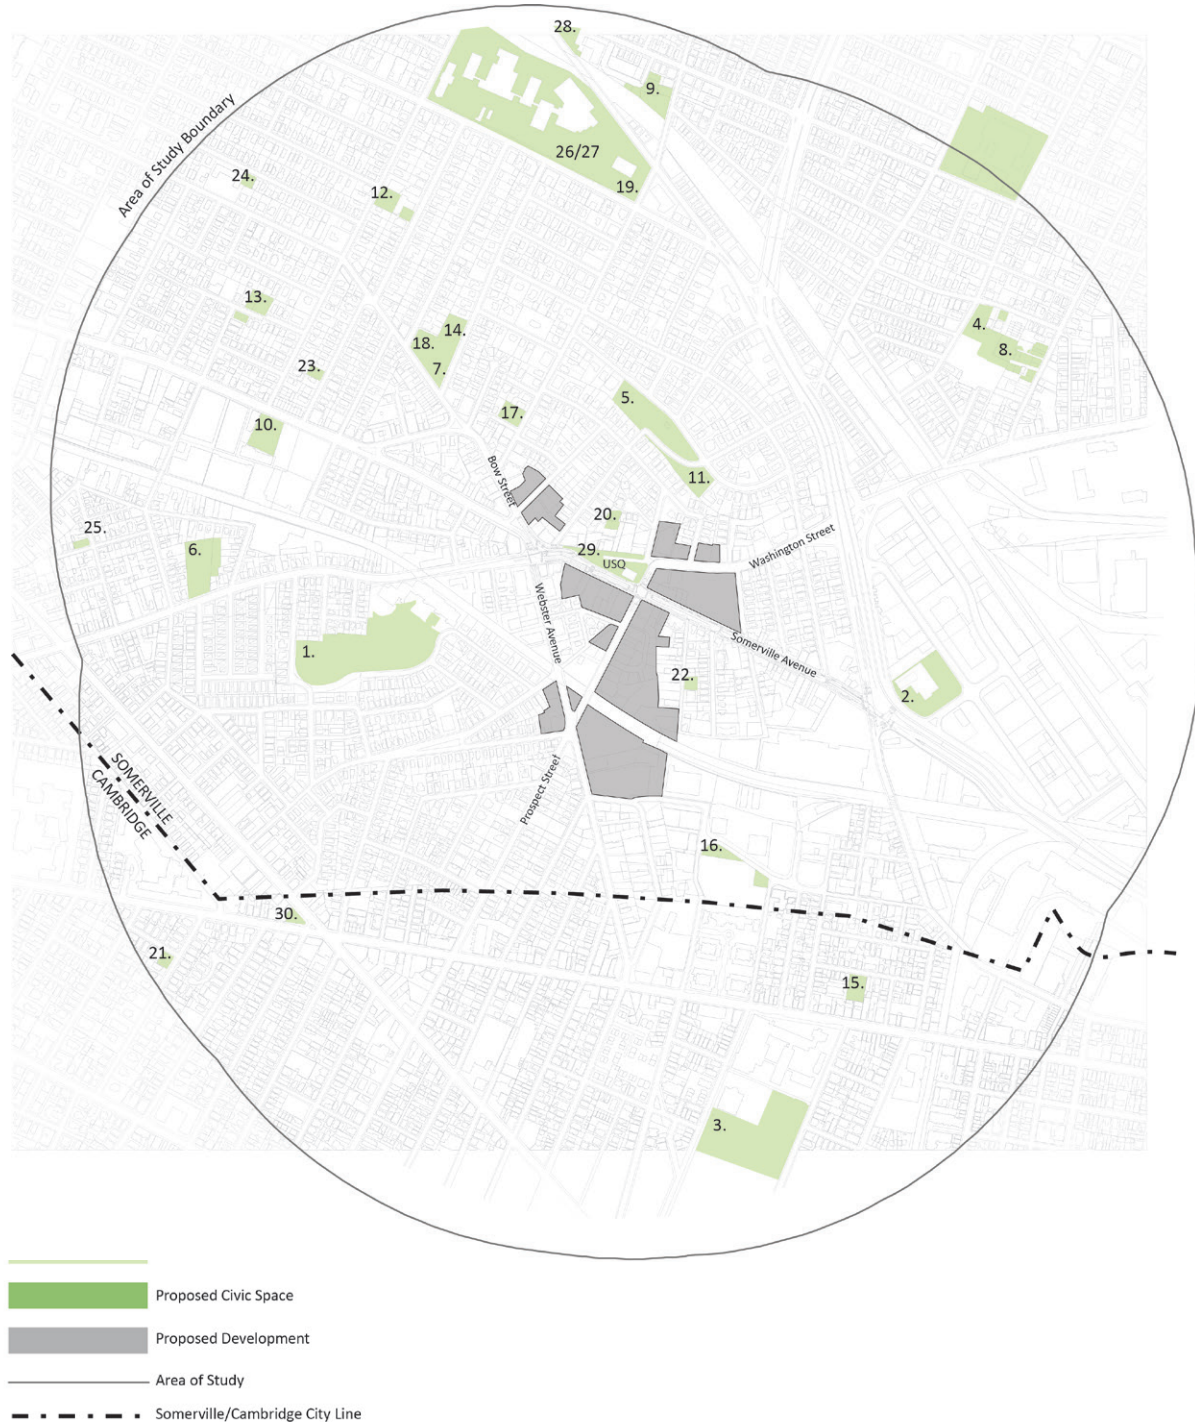 28.
9.
Area of Study Boundary
26/27
24.
12.
19.
13.
4.
14.
18.
8.
23.
7.
5.
17.
10.
Bow Street
11.
20.
25.
Washington Street
6.
29.
USQ
Webster Avenue
1.
Somerville Avenue
22.
2.
SOMERVILLE
CAMBRIDGE
Prospect Street
16.
30.
21.
15.
3.
Proposed Civic Space
Proposed Development
Area of Study
Somerville/Cambridge City Line